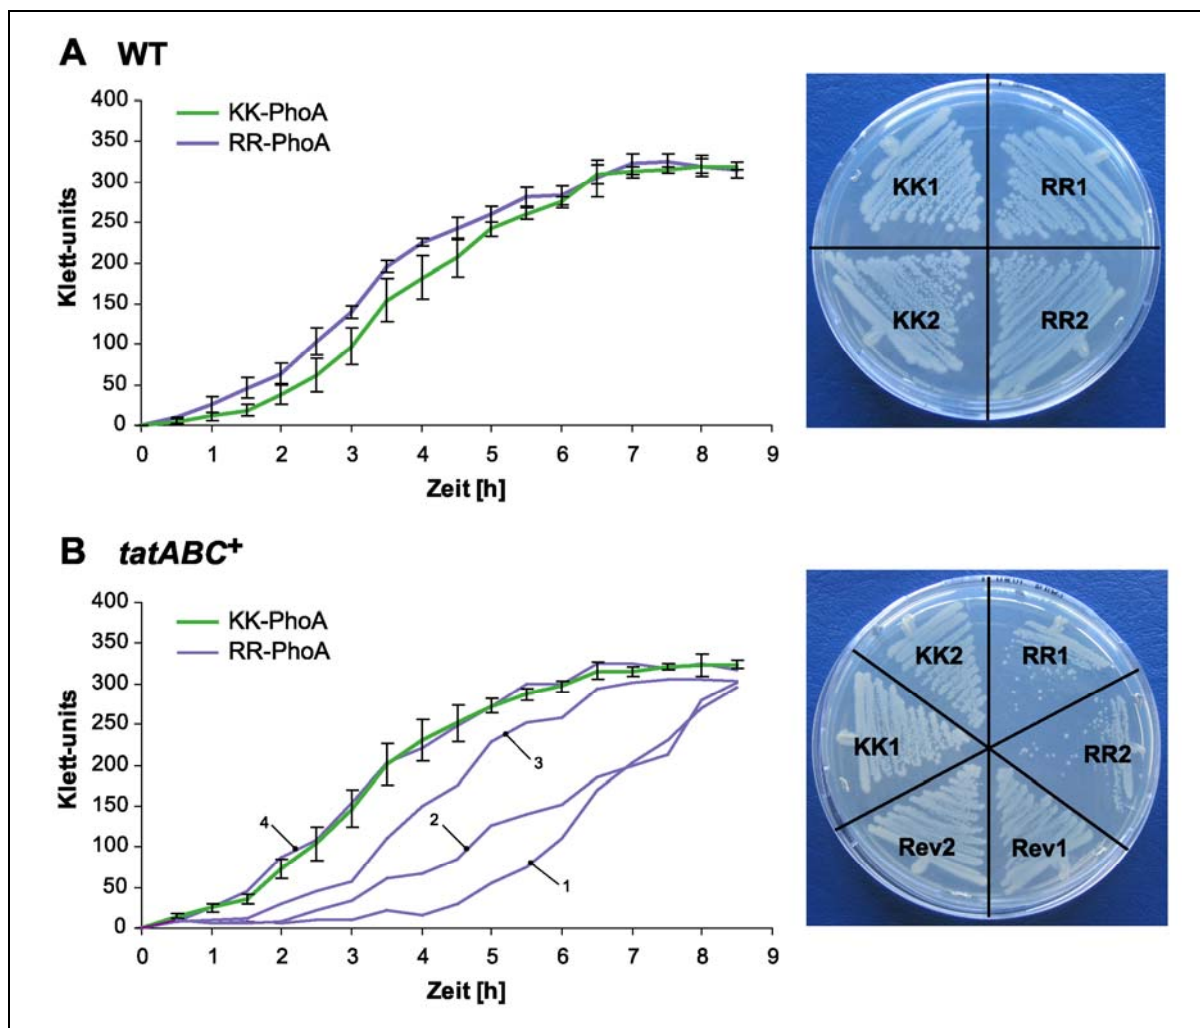 A WT
400
350
300
250
200
150
100
50
0
Klett-units
KK-PhoA
RR-PhoA
0 1 2 3 4 5 6 7 8 9
Zeit [h]
KK1 RR1
KK2 RR2
B tatABC+
400
350
300
250
200
150
100
50
0
Klett-units
KK-PhoA
RR-PhoA
4
3
2
1
0 1 2 3 4 5 6 7 8 9
Zeit [h]
KK2 RR1
KK1 RR2
Rev2 Rev1